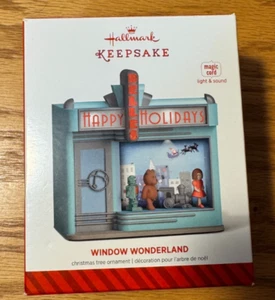 Hallmark
KEEPSAKE
magic
cord
light & sound
HAPPY HOLIDAYS
WINDOW WONDERLAND
christmas tree ornament | décoration pour l'arbre de noël